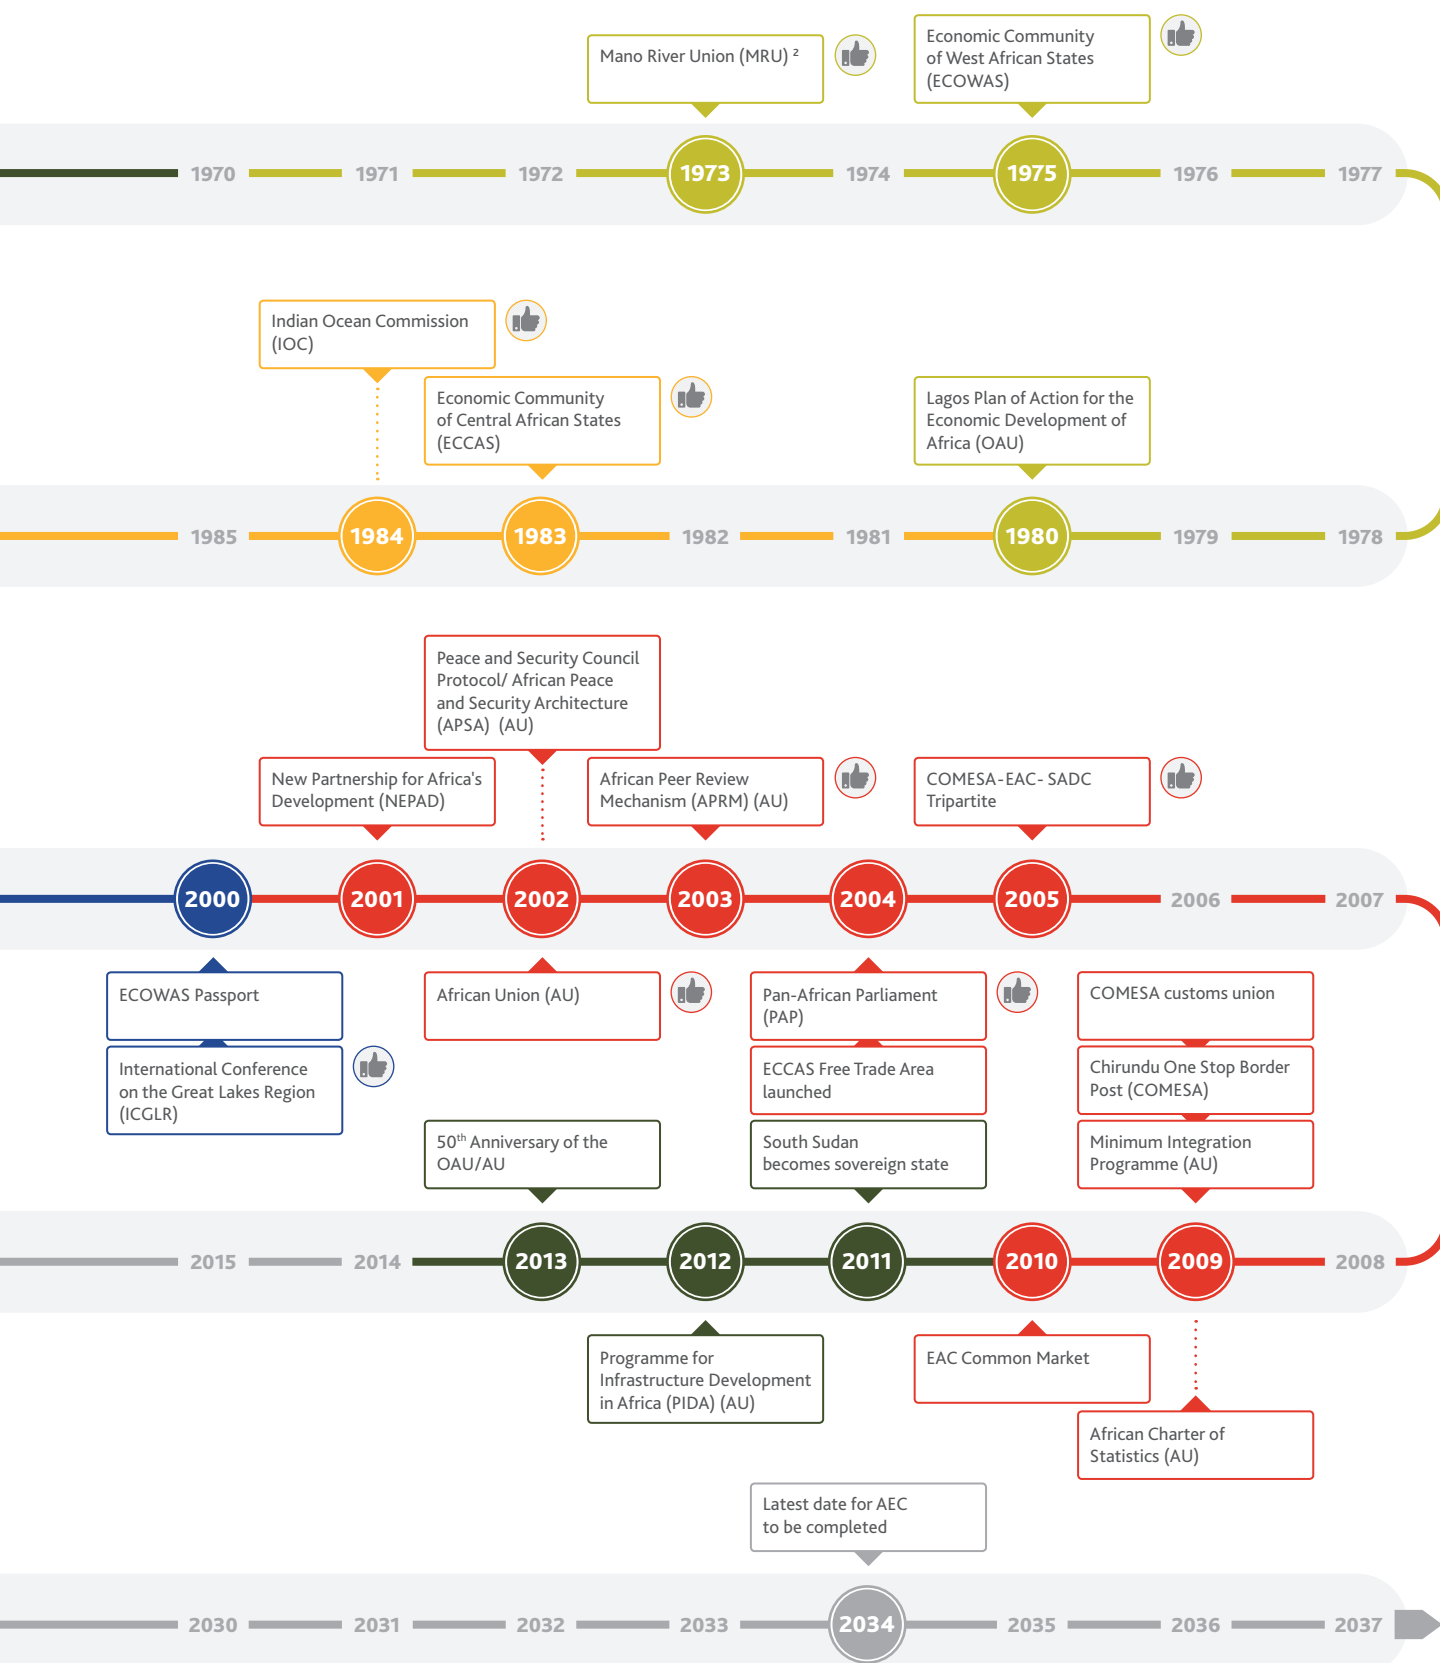 Mano River Union (MRU) ²
Economic Community
of West African States
(ECOWAS)
1970
1971
1972
1973
1974
1975
1976
1977
Indian Ocean Commission
(IOC)
Economic Community
of Central African States
(ECCAS)
Lagos Plan of Action for the
Economic Development of
Africa (OAU)
1985
1984
1983
1982
1981
1980
1979
1978
Peace and Security Council
Protocol/ African Peace
and Security Architecture
(APSA) (AU)
New Partnership for Africa's
Development (NEPAD)
African Peer Review
Mechanism (APRM) (AU)
COMESA-EAC- SADC
Tripartite
2000
2001
2002
2003
2004
2005
2006
2007
ECOWAS Passport
International Conference
on the Great Lakes Region
(ICGLR)
African Union (AU)
Pan-African Parliament
(PAP)
ECCAS Free Trade Area
launched
COMESA customs union
Chirundu One Stop Border
Post (COMESA)
Minimum Integration
Programme (AU)
50th Anniversary of the
OAU/AU
South Sudan
becomes sovereign state
2015
2014
2013
2012
2011
2010
2009
2008
Programme for
Infrastructure Development
in Africa (PIDA) (AU)
EAC Common Market
African Charter of
Statistics (AU)
Latest date for AEC
to be completed
2030
2031
2032
2033
2034
2035
2036
2037